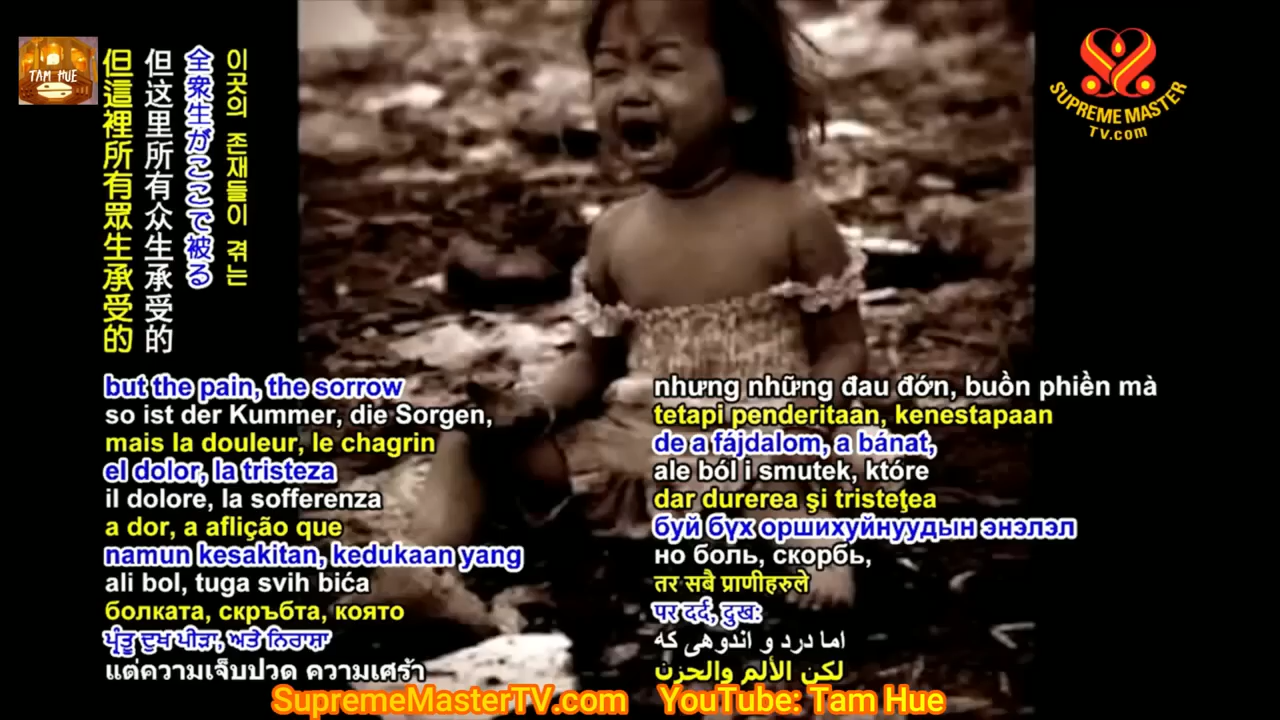 TAM HUE
SUPREME MASTER
TV.com
이곳의 존재들이 겪는
全衆生がここで被る
但这里所有众生承受的
但這裡所有眾生承受的
but the pain, the sorrow
so ist der Kummer, die Sorgen,
mais la douleur, le chagrin
el dolor, la tristeza
il dolore, la sofferenza
a dor, a aflição que
namun kesakitan, kedukaan yang
ali bol, tuga svih bića
болката, скръбта, която
ਪ੍ਰੰਤੂ ਦੁਖ ਪੀੜਾ, ਅਤੇ ਨਿਰਾਸ਼ਾ
แต่ความเจ็บปวด ความเศร้า
nhưng những đau đớn, buồn phiền mà
tetapi penderitaan, kenestapaan
de a fájdalom, a bánat,
ale ból i smutek, które
dar durerea şi tristeţea
буй бүх оршихуйнуудын энэлэл
но боль, скорбь,
तर सबै प्राणीहरुले
पर दर्द, दुखः
اما درد و اندوهی که
لكن الألم والحزن
SupremeMasterTV.com YouTube: Tam Hue